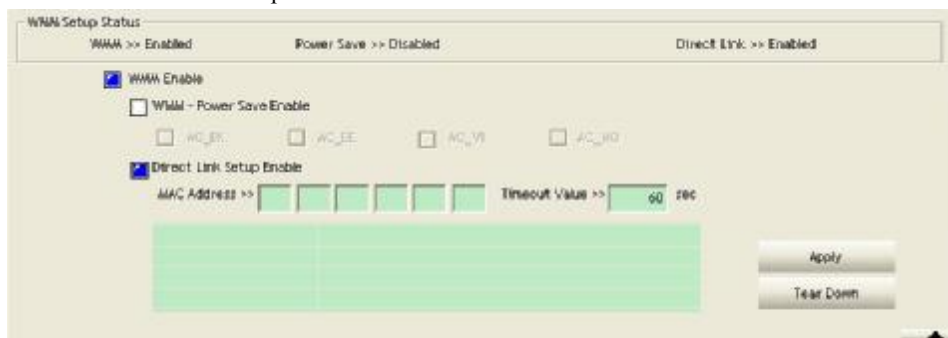 WMM Setup Status
WMM >> Enabled Power Save >> Disabled Direct Link >> Enabled
WMM Enable
WMM - Power Save Enable
AC_BK AC_BE AC_VI AC_VO
Direct Link Setup Enable
MAC Address >> Timeout Value >> 60 sec
Apply
Tear Down